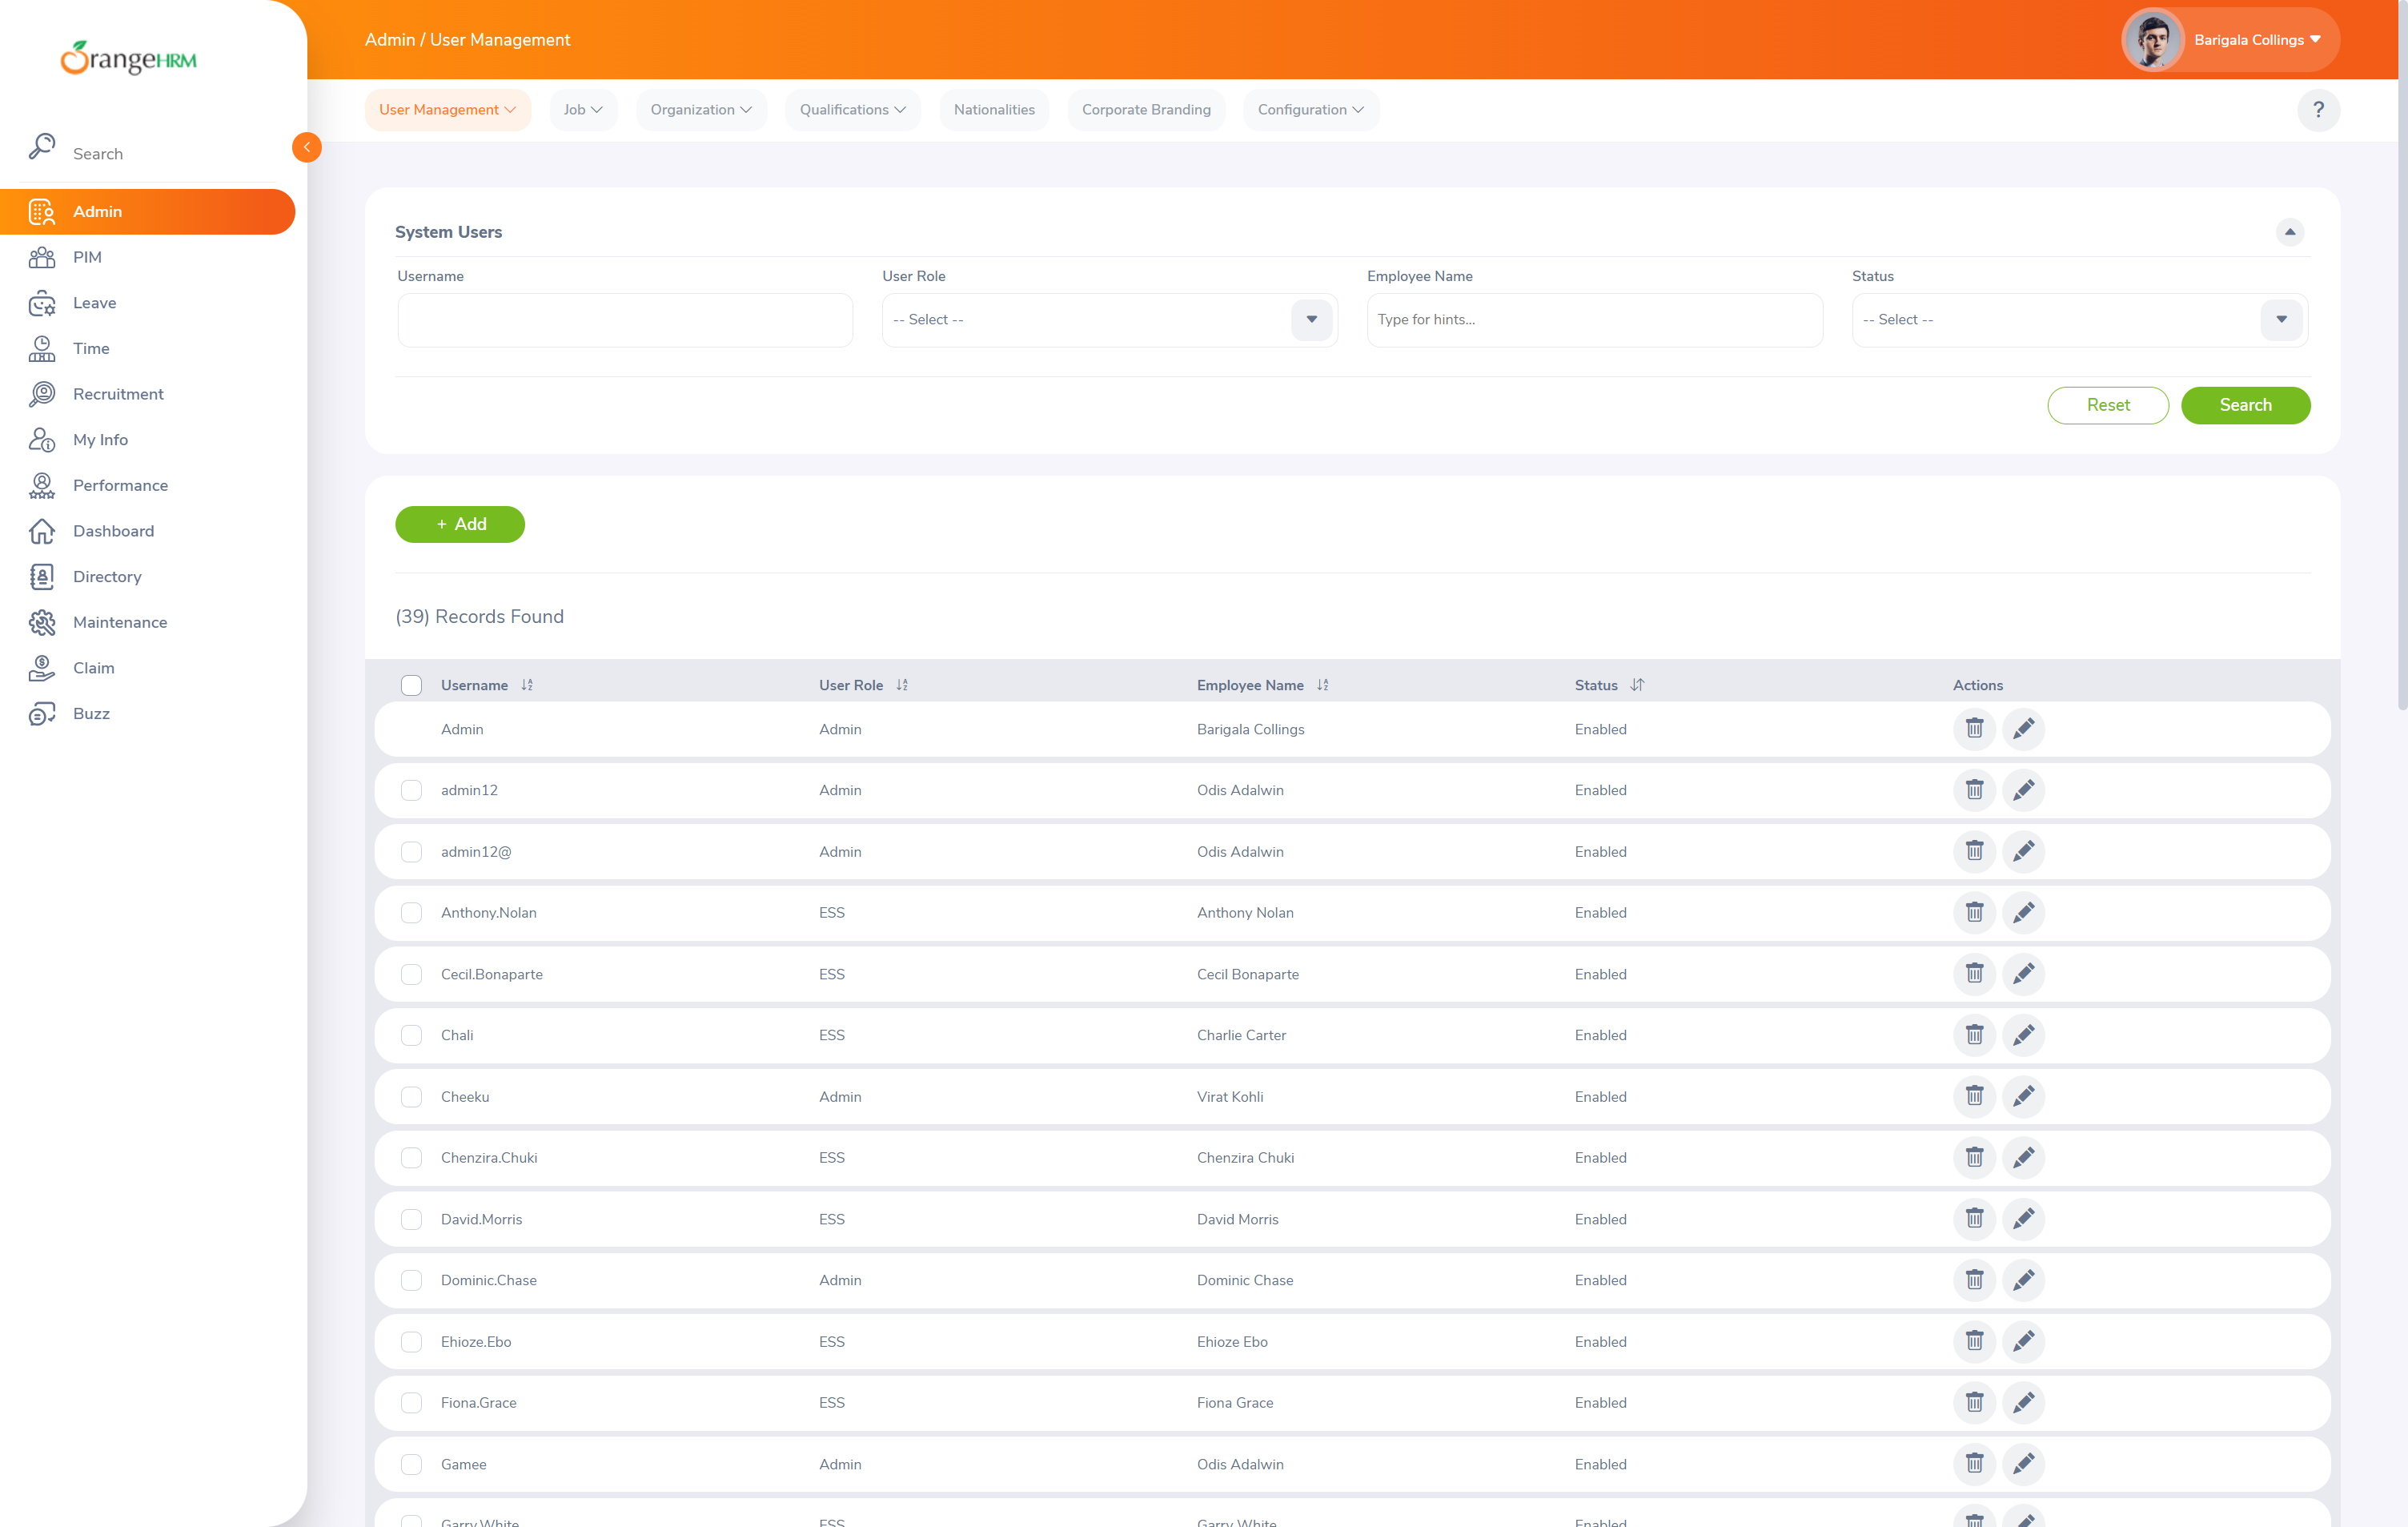 OrangeHRM
Admin / User Management
Barigala Collings
User Management
Job
Organization
Qualifications
Nationalities
Corporate Branding
Configuration
?
Search
Admin
PIM
Leave
Time
Recruitment
My Info
Performance
Dashboard
Directory
Maintenance
Claim
Buzz
System Users
Username User Role Employee Name Status
-- Select -- Type for hints... -- Select --
Reset Search
+ Add
(39) Records Found
Username User Role Employee Name Status Actions
Admin Admin Barigala Collings Enabled
admin12 Admin Odis Adalwin Enabled
admin12@ Admin Odis Adalwin Enabled
Anthony.Nolan ESS Anthony Nolan Enabled
Cecil.Bonaparte ESS Cecil Bonaparte Enabled
Chali ESS Charlie Carter Enabled
Cheeku Admin Virat Kohli Enabled
Chenzira.Chuki ESS Chenzira Chuki Enabled
David.Morris ESS David Morris Enabled
Dominic.Chase Admin Dominic Chase Enabled
Ehioze.Ebo ESS Ehioze Ebo Enabled
Fiona.Grace ESS Fiona Grace Enabled
Gamee Admin Odis Adalwin Enabled
Garry.White ESS Garry White Enabled